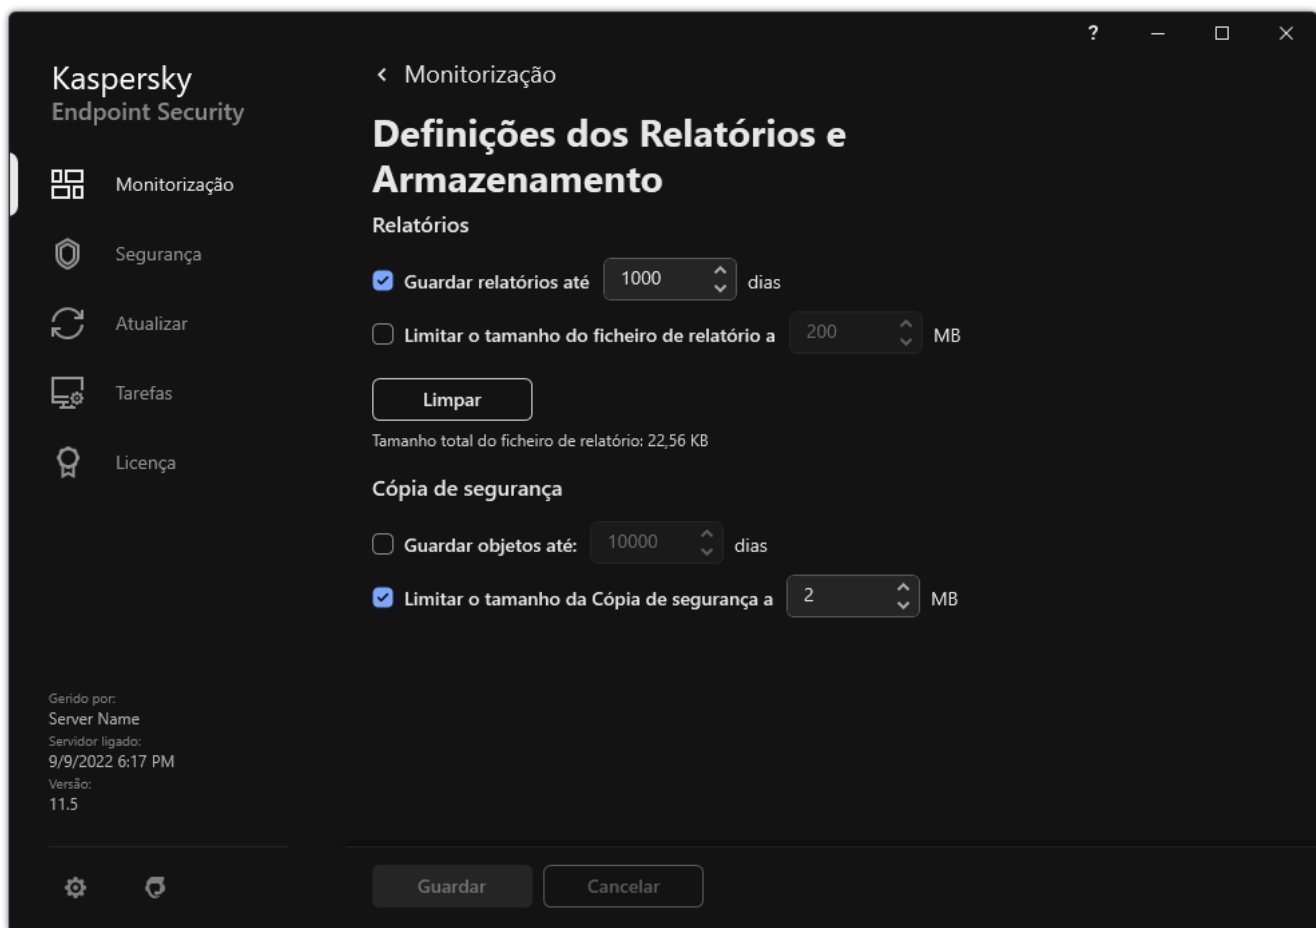 ?
Kaspersky
Endpoint Security
Monitorização
Segurança
Atualizar
Tarefas
Licença
Gerido por:
Server Name
Servidor ligado:
9/9/2022 6:17 PM
Versão:
11.5
Monitorização
Definições dos Relatórios e
Armazenamento
Relatórios
Guardar relatórios até 1000 dias
Limitar o tamanho do ficheiro de relatório a 200 MB
Limpar
Tamanho total do ficheiro de relatório: 22,56 KB
Cópia de segurança
Guardar objetos até: 10000 dias
Limitar o tamanho da Cópia de segurança a 2 MB
Guardar Cancelar